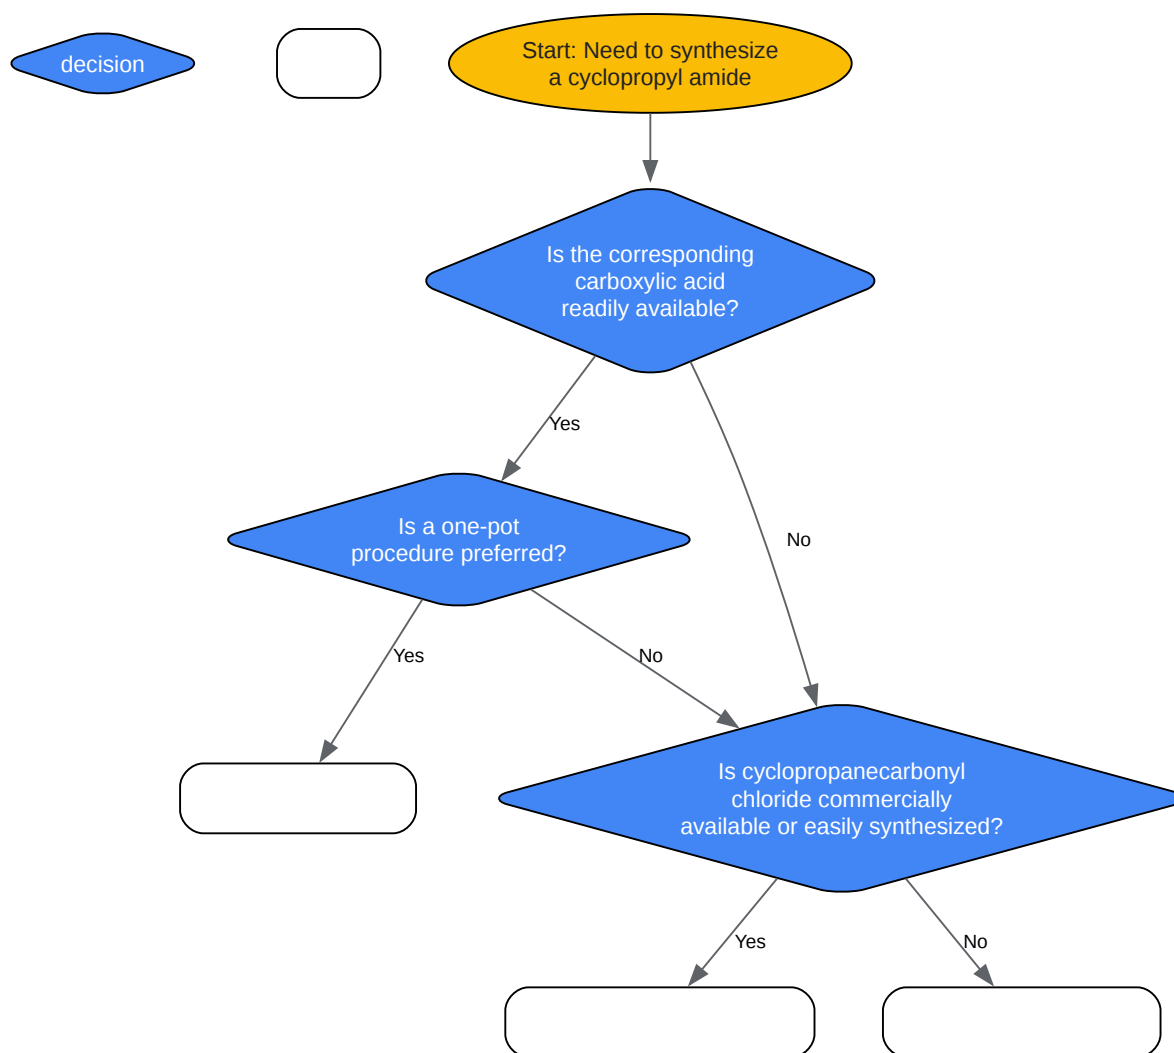 decision
Start: Need to synthesize
a cyclopropyl amide
Is the corresponding
carboxylic acid
readily available?
Yes
No
Is a one-pot
procedure preferred?
Yes
No
Is cyclopropanecarbonyl
chloride commercially
available or easily synthesized?
Yes
No